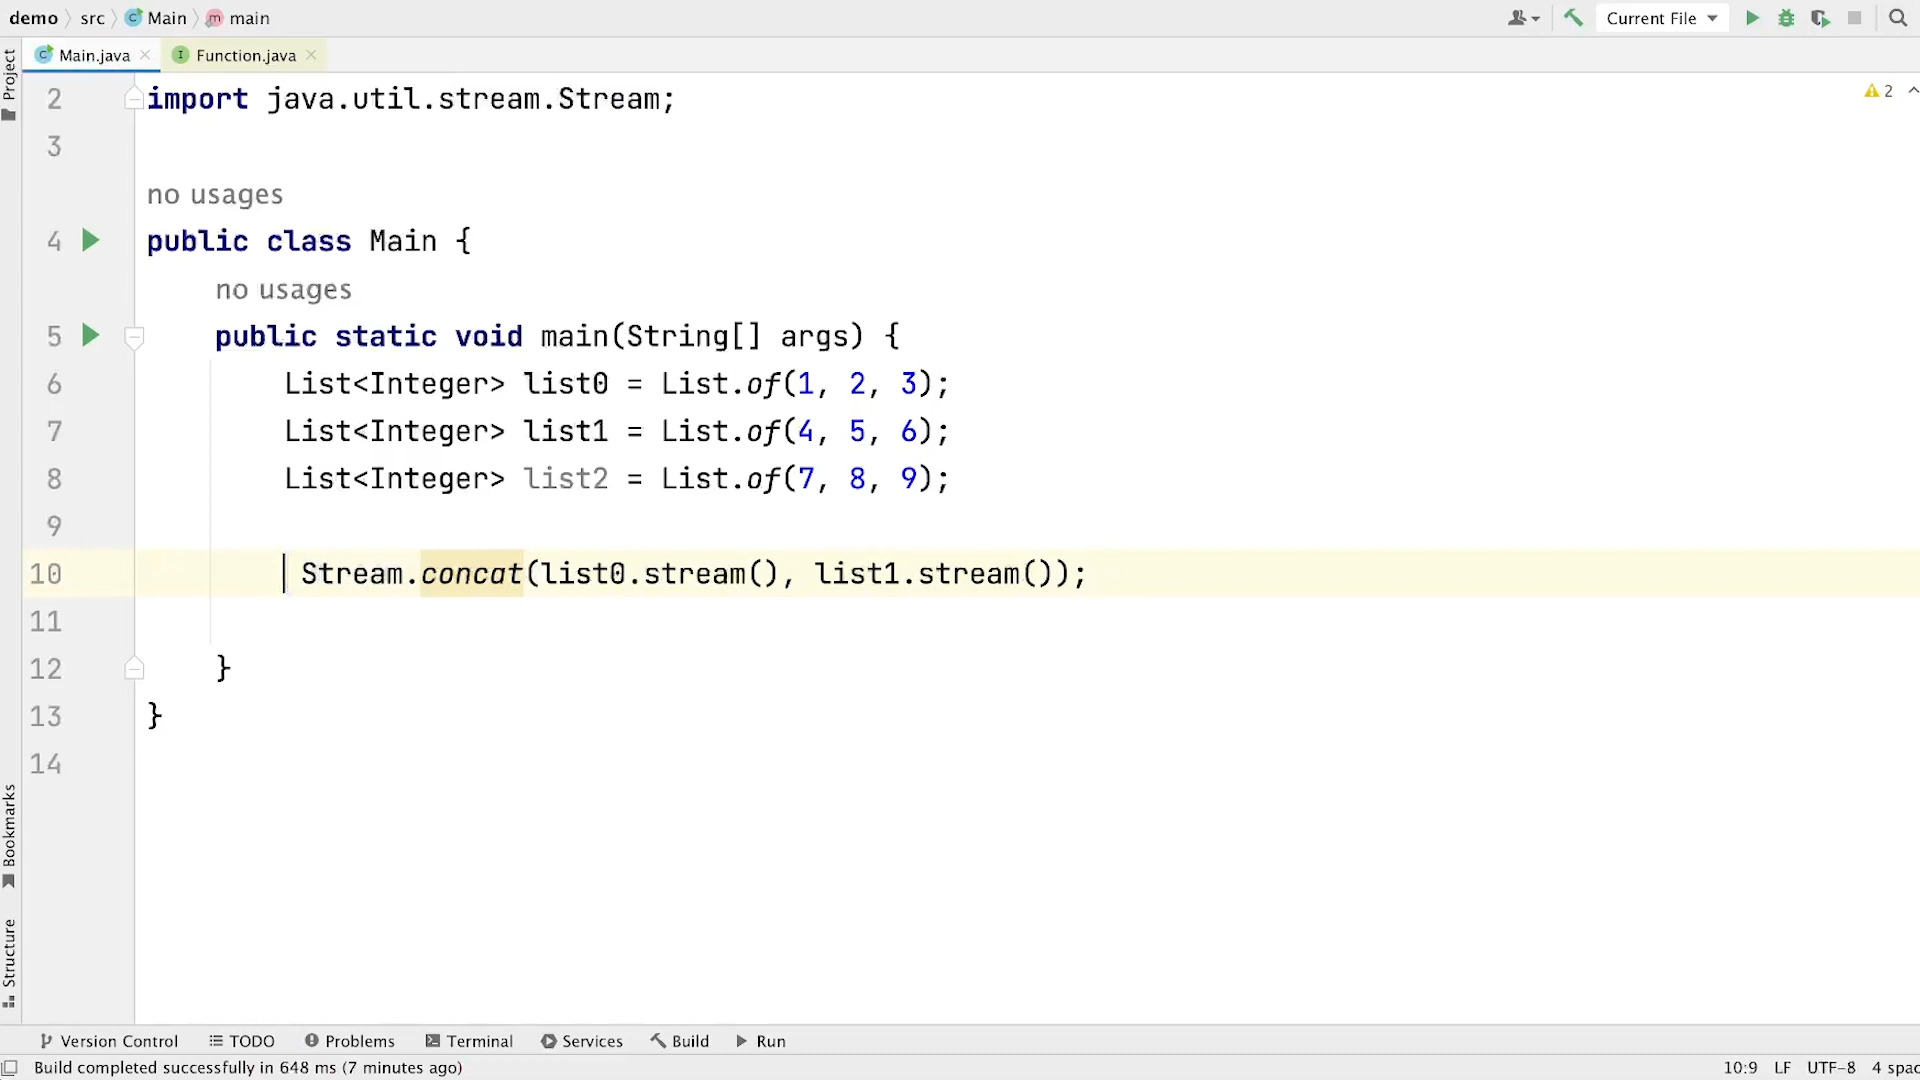 demo src Main main
Current File
Main.java Function.java
Project
2 import java.util.stream.Stream;
2
3
no usages
4 public class Main {
no usages
5 public static void main(String[] args) {
6 List<Integer> list0 = List.of(1, 2, 3);
7 List<Integer> list1 = List.of(4, 5, 6);
8 List<Integer> list2 = List.of(7, 8, 9);
9
10 Stream.concat(list0.stream(), list1.stream());
11
12 }
13 }
14
Bookmarks
Structure
Version Control TODO Problems Terminal Services Build Run
Build completed successfully in 648 ms (7 minutes ago) 10:9 LF UTF-8 4 spac